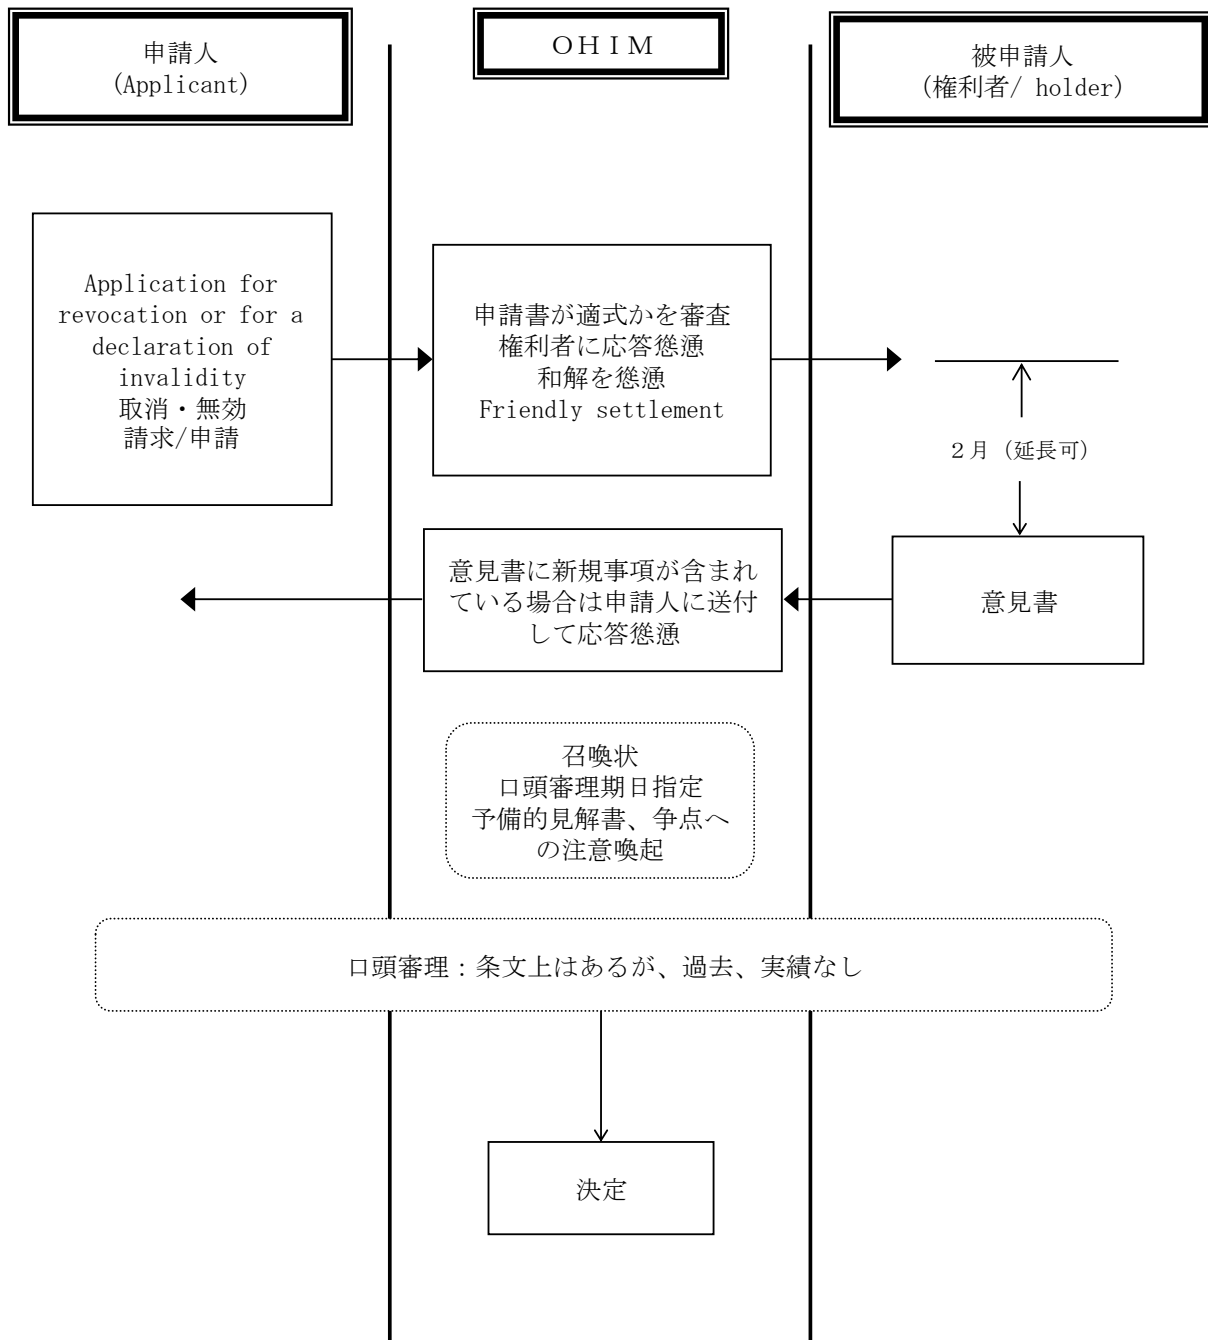 申請人
(Applicant)
ＯＨＩＭ
被申請人
(権利者/ holder)
Application for
revocation or for a
declaration of
invalidity
取消・無効
請求/申請
申請書が適式かを審査
権利者に応答慫慂
和解を慫慂
Friendly settlement
２月（延長可）
意見書に新規事項が含まれ
ている場合は申請人に送付
して応答慫慂
意見書
召喚状
口頭審理期日指定
予備的見解書、争点へ
の注意喚起
口頭審理：条文上はあるが、過去、実績なし
決定